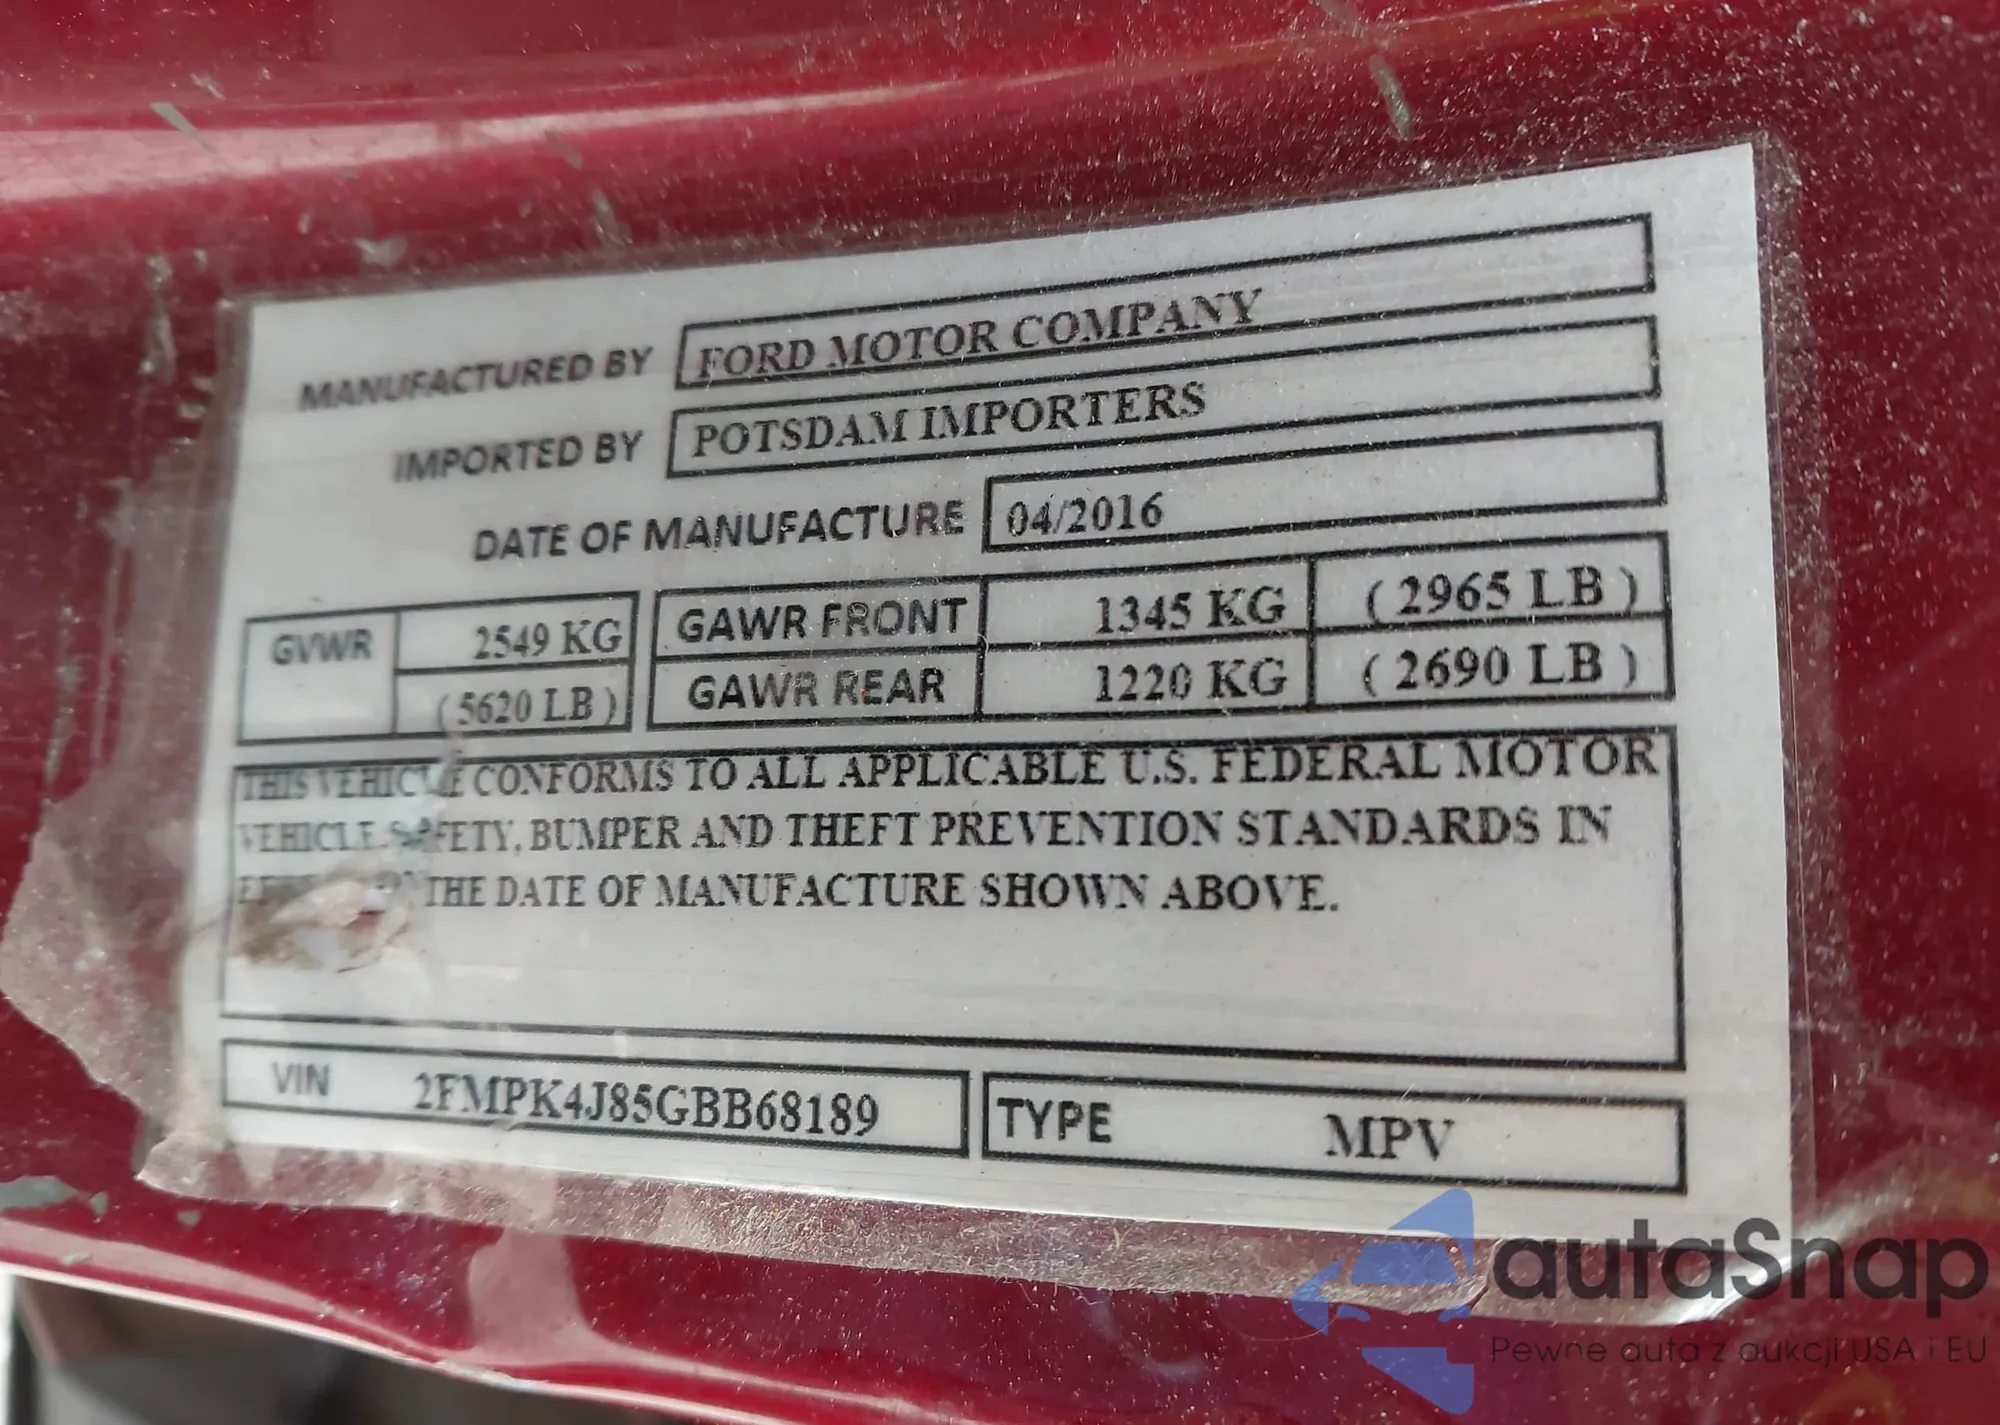 MANUFACTURED BY FORD MOTOR COMPANY
IMPORTED BY POTSDAM IMPORTERS
DATE OF MANUFACTURE 04/2016
GVWR 2549 KG GAWR FRONT 1345 KG ( 2965 LB )
( 5620 LB ) GAWR REAR 1220 KG ( 2690 LB )
THIS VEHICLE CONFORMS TO ALL APPLICABLE U.S. FEDERAL MOTOR
VEHICLE SAFETY, BUMPER AND THEFT PREVENTION STANDARDS IN
THE DATE OF MANUFACTURE SHOWN ABOVE.
VIN 2FMPK4J85GBB68189 TYPE MPV
autaSnap
Pewne auta z aukcji USA i EU